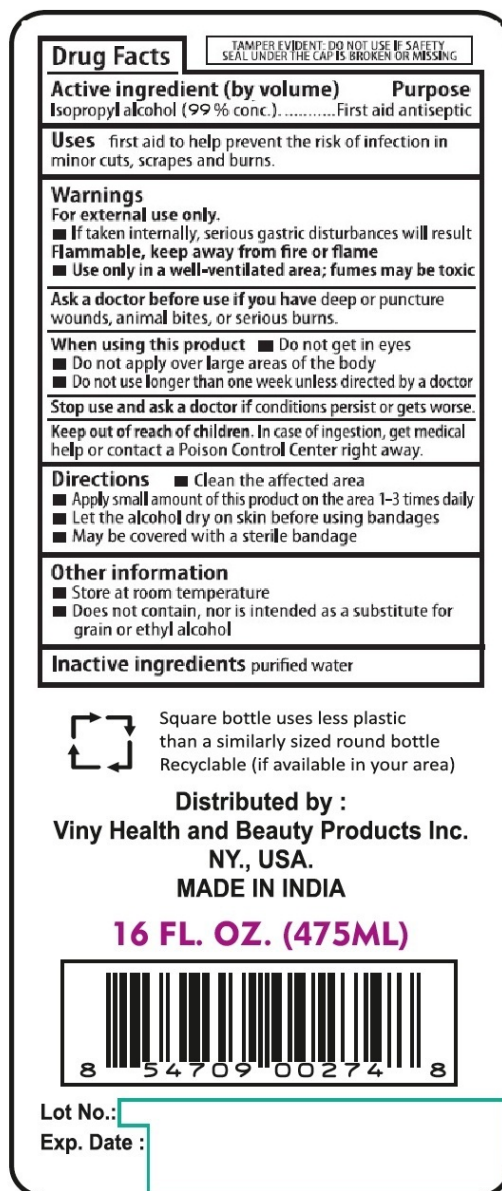 Drug Facts
TAMPER EVIDENT: DO NOT USE IF SAFETY
SEAL UNDER THE CAP IS BROKEN OR MISSING
Active ingredient (by volume) Purpose
Isopropyl alcohol (99% conc.)............First aid antiseptic
Uses first aid to help prevent the risk of infection in
minor cuts, scrapes and burns.
Warnings
For external use only.
■ If taken internally, serious gastric disturbances will result
Flammable, keep away from fire or flame
■ Use only in a well-ventilated area; fumes may be toxic
Ask a doctor before use if you have deep or puncture
wounds, animal bites, or serious burns.
When using this product ■ Do not get in eyes
■ Do not apply over large areas of the body
■ Do not use longer than one week unless directed by a doctor
Stop use and ask a doctor if conditions persist or gets worse.
Keep out of reach of children. In case of ingestion, get medical
help or contact a Poison Control Center right away.
Directions ■ Clean the affected area
■ Apply small amount of this product on the area 1-3 times daily
■ Let the alcohol dry on skin before using bandages
■ May be covered with a sterile bandage
Other information
■ Store at room temperature
■ Does not contain, nor is intended as a substitute for
grain or ethyl alcohol
Inactive ingredients purified water
Square bottle uses less plastic
than a similarly sized round bottle
Recyclable (if available in your area)
Distributed by :
Viny Health and Beauty Products Inc.
NY., USA.
MADE IN INDIA
16 FL. OZ. (475ML)
8 54709 00274 8
Lot No.:
Exp. Date :